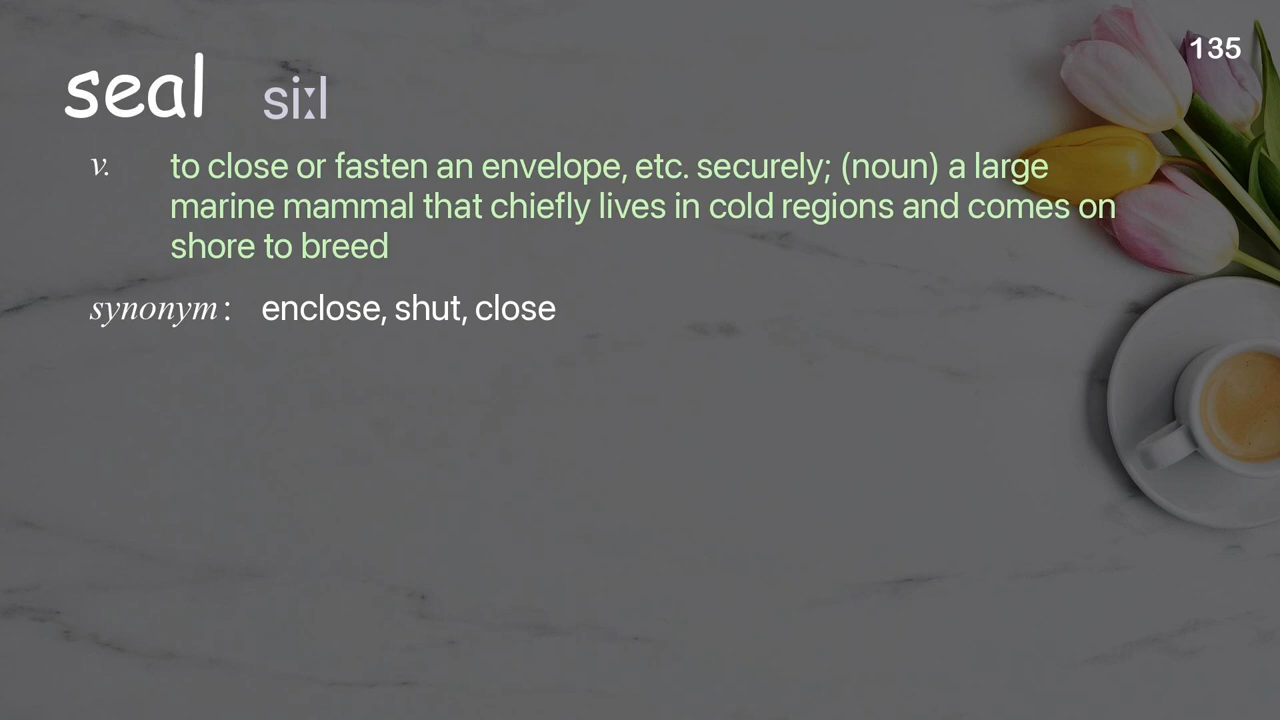 135
seal siːl
v. to close or fasten an envelope, etc. securely; (noun) a large
marine mammal that chiefly lives in cold regions and comes on
shore to breed
synonym : enclose, shut, close